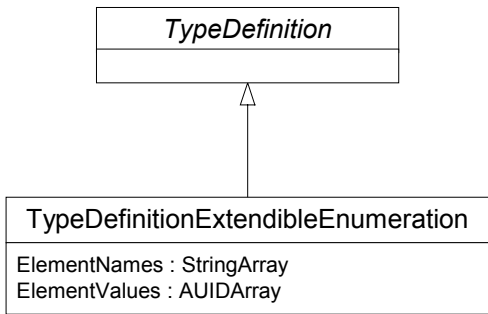 TypeDefinition
TypeDefinitionExtendibleEnumeration
ElementNames : StringArray
ElementValues : AUIDArray